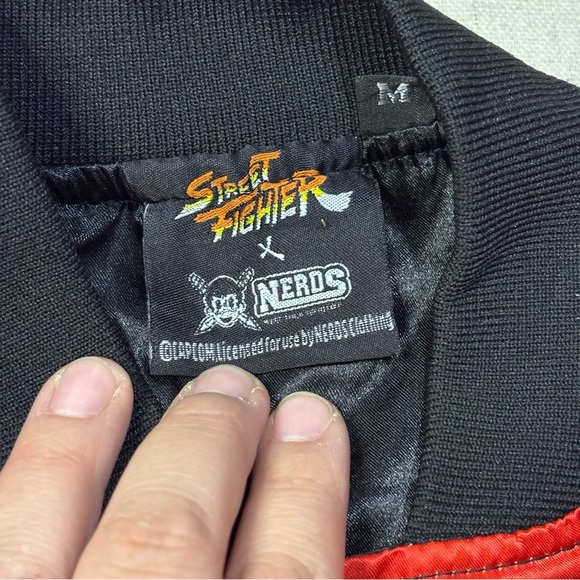 M
STREET
FIGHTER
X
NERDS
©CAPCOM,Licensed for use by NERDS Clothing